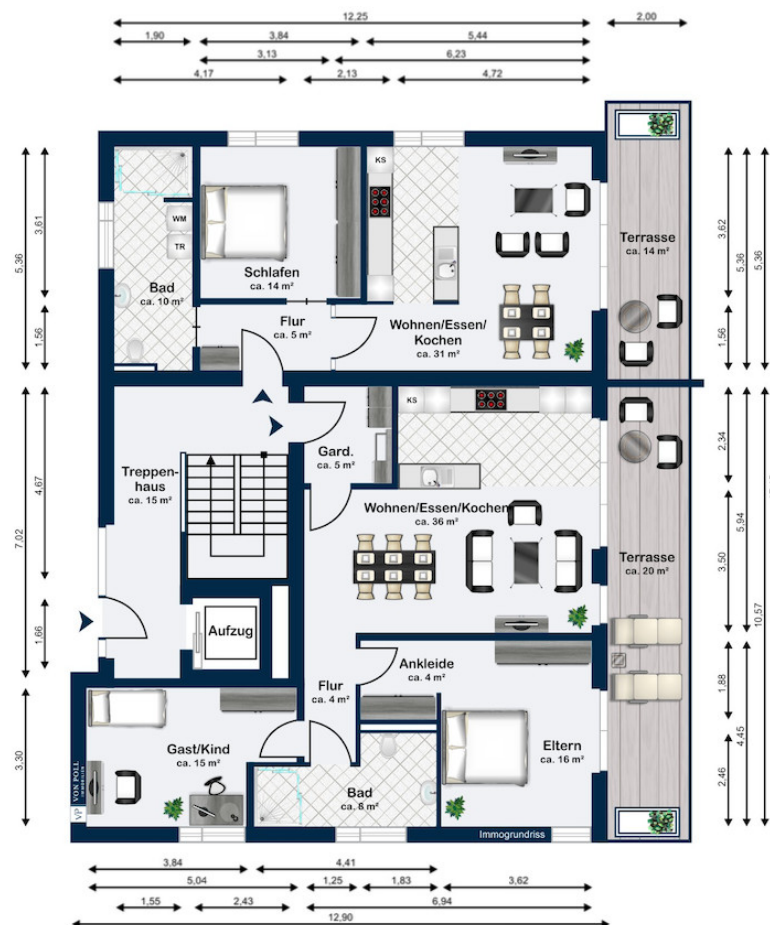 12,25
2,00
1,90
3,84
5,44
3,13
6,23
4,17
2,13
4,72
KS
WM
TR
Schlafen
ca. 14 m²
Bad
ca. 10 m²
Flur
ca. 5 m²
Wohnen/Essen/
Kochen
ca. 31 m²
Terrasse
ca. 14 m²
5,36
3,61
1,56
3,62
1,56
5,36
5,36
KS
Gard.
ca. 5 m²
Treppen-
haus
ca. 15 m²
Wohnen/Essen/Kochen
ca. 36 m²
Terrasse
ca. 20 m²
7,02
4,67
1,66
2,34
3,60
5,94
10,57
Aufzug
Ankleide
ca. 4 m²
Flur
ca. 4 m²
Gast/Kind
ca. 15 m²
Eltern
ca. 16 m²
Bad
ca. 8 m²
3,30
1,88
2,46
4,45
VP
VON POLL
IMMOBILIEN
Immogrundriss
3,84
4,41
5,04
1,25
1,83
3,62
1,55
2,43
6,94
12,90